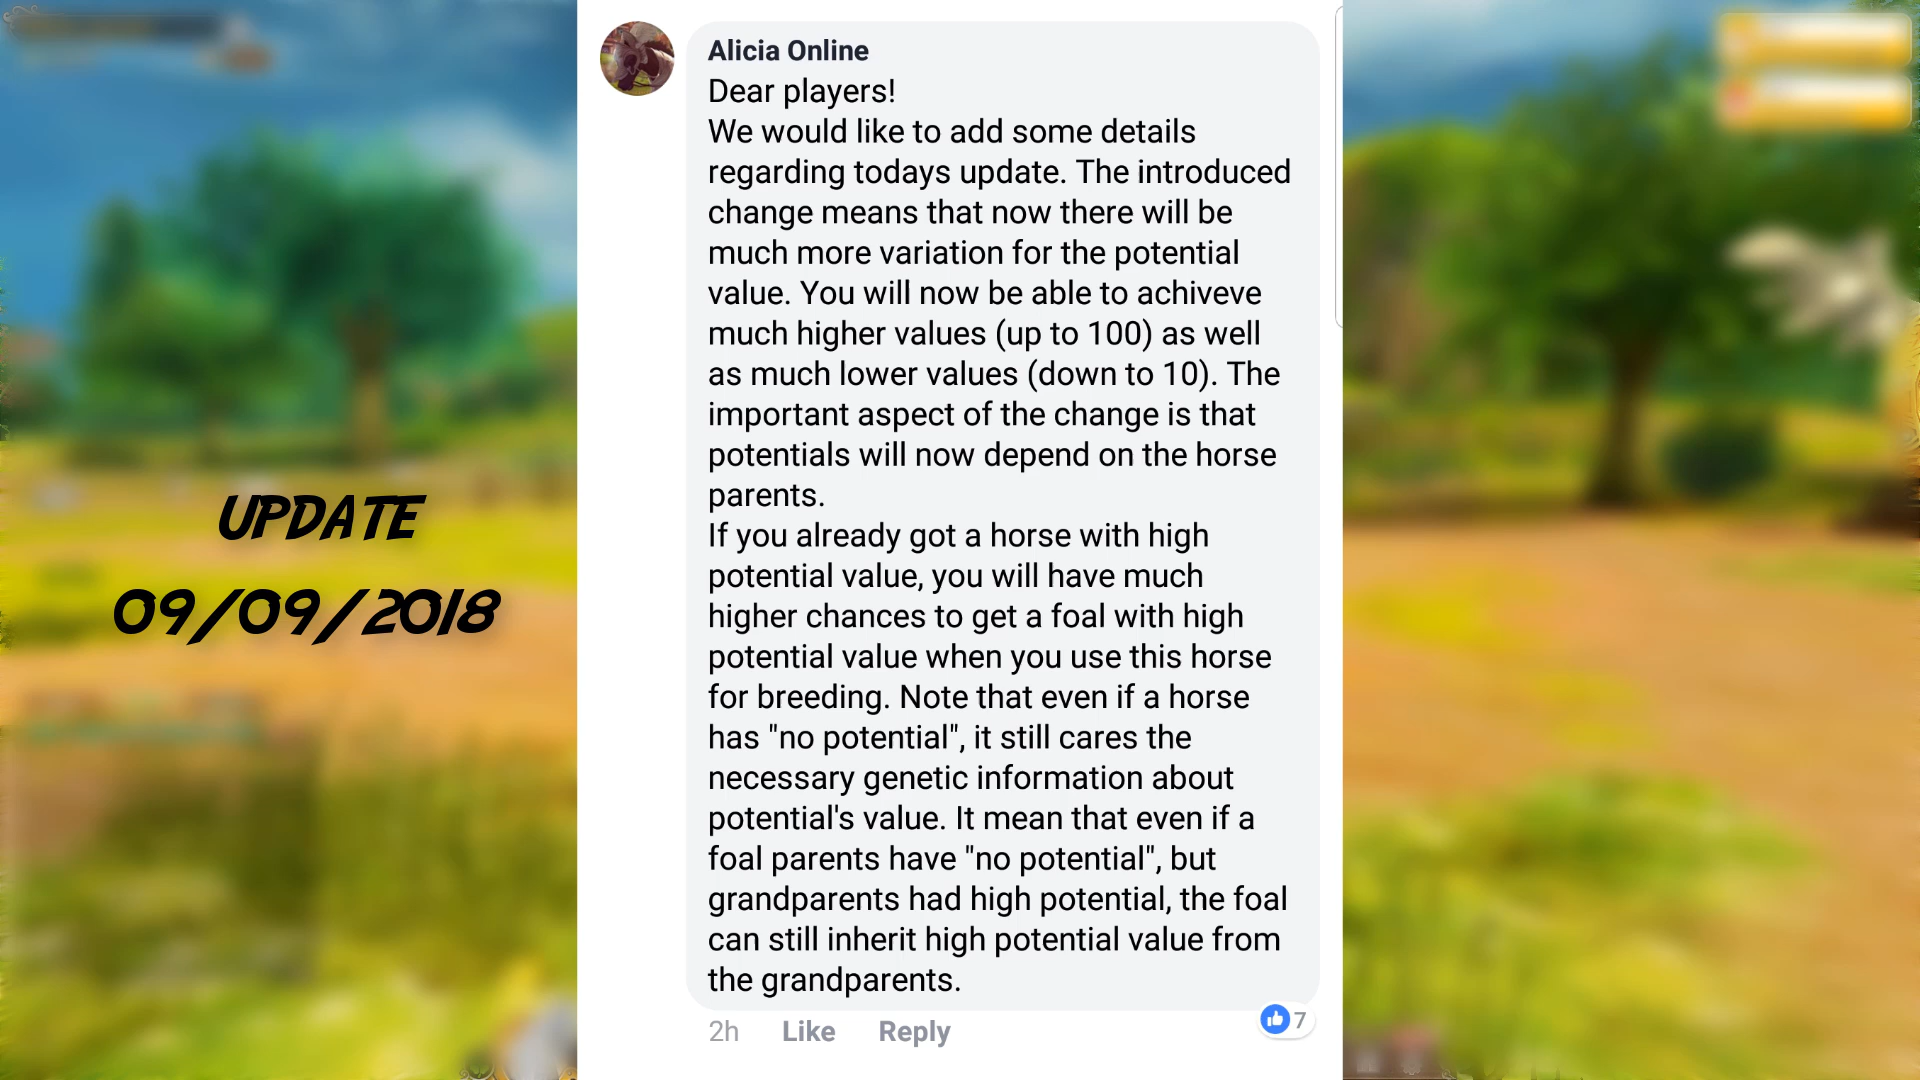 UPDATE
09/09/2018
Alicia Online
Dear players!
We would like to add some details
regarding todays update. The introduced
change means that now there will be
much more variation for the potential
value. You will now be able to achiveve
much higher values (up to 100) as well
as much lower values (down to 10). The
important aspect of the change is that
potentials will now depend on the horse
parents.
If you already got a horse with high
potential value, you will have much
higher chances to get a foal with high
potential value when you use this horse
for breeding. Note that even if a horse
has "no potential", it still cares the
necessary genetic information about
potential's value. It mean that even if a
foal parents have "no potential", but
grandparents had high potential, the foal
can still inherit high potential value from
the grandparents.
2h Like Reply 7